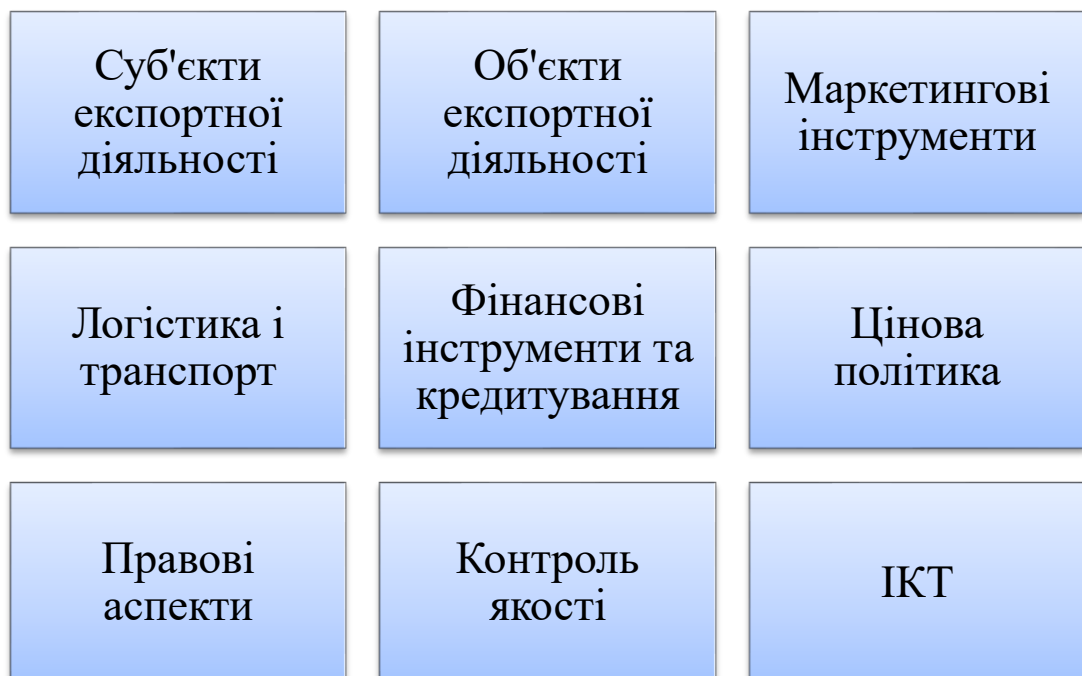 Суб'єкти
експортної
діяльності
Об'єкти
експортної
діяльності
Маркетингові
інструменти
Логістика і
транспорт
Фінансові
інструменти та
кредитування
Цінова
політика
Правові
аспекти
Контроль
якості
ІКТ